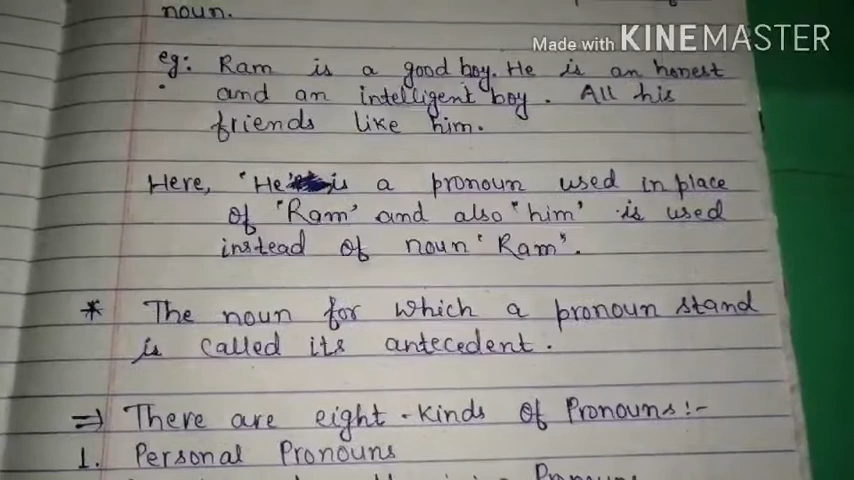 noun.
Made with KINEMASTER
eg: Ram is a good boy. He is an honest
and an intelligent boy. All his
friends like him.
Here, "He" is a pronoun used in place
of "Ram" and also "him" is used
instead of noun "Ram".
* The noun for which a pronoun stand
is called its antecedent.
=> There are eight - kinds of Pronouns:-
1. Personal Pronouns
Pronouns